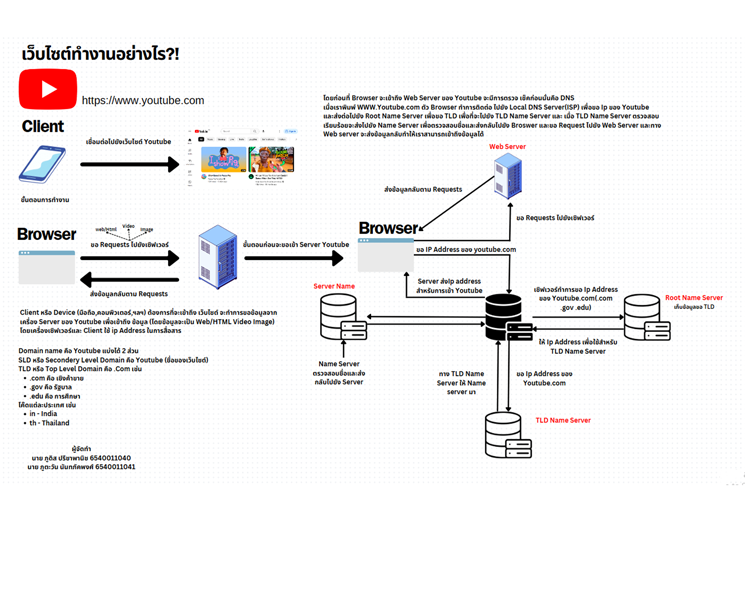 เว็บไซต์ทำงานอย่างไร?!
https://www.youtube.com
Client
เชื่อมต่อไปยังเว็บไซต์ Youtube
ขั้นตอนการทำงาน
Browser
web/Html
Video
Image
ขอ Requests ไปยังเซิฟเวอร์
ส่งข้อมูลกลับตาม Requests
ขั้นตอนก่อนจะขอเข้า Server Youtube
Client หรือ Device (มือถือ,คอมพิวเตอร์,ฯลฯ) ต้องการที่จะเข้าถึง เว็บไซต์ จะทำการขอข้อมูลจาก
เครื่อง Server ของ Youtube เพื่อเข้าถึง ข้อมูล (โดยข้อมูลจะเป็น Web/HTML Video Image)
โดยเครื่องเซิฟเวอร์และ Client ใช้ Ip Address ในการสื่อสาร
Domain name คือ Youtube แบ่งได้ 2 ส่วน
SLD หรือ Secondery Level Domain คือ Youtube (ชื่อของเว็บไซต์)
TLD หรือ Top Level Domain คือ .Com เช่น
• .com คือ เชิงค้าขาย
• .gov คือ รัฐบาล
• .edu คือ การศึกษา
โค๊ดแต่ละประเทศ เช่น
• in - India
• th - Thailand
ผู้จัดทำ
นาย ภูดิส ปรีชาพานิช 6540011040
6540011041
โดยก่อนที่ Browser จะเข้าถึง Web Server ของ Youtube จะมีการตรวจ เช็คก่อนนั่นคือ DNS
เมื่อเราพิมพ์ WWW.Youtube.com ตัว Browser ทำการติดต่อ ไปยัง Local DNS Server(ISP) เพื่อขอ Ip ของ Youtube
และส่งต่อไปยัง Root Name Server เพื่อขอ TLD เพื่อที่จะไปยัง TLD Name Server และ เมื่อ TLD Name Server ตรวจสอบ
เรียบร้อยจะส่งไปยัง Name Server เพื่อตรวจสอบและส่งกลับไปยัง Broswer และขอ Request ไปยัง Web Server และทาง
Web server จะส่งข้อมูลกลับทำให้เราสามารถเข้าถึงข้อมูลได้
Web Server
ส่งข้อมูลกลับตาม Requests
ขอ Requests ไปยังเซิฟเวอร์
Browser
ขอ IP Address ของ youtube.com
Server ส่งIp address
สำหรับการเข้า Youtube
Server Name
เซิฟเวอร์ทำการขอ Ip Address
ของ Youtube.com(.com
.gov .edu)
Root Name Server
เก็บข้อมูลของ TLD
ให้ Ip Address เพื่อใช้สำหรับ
TLD Name Server
Name Server
ตรวจสอบชื่อและส่ง
กลับไปยัง Server
ทาง TLD Name
Server ให้ Name
server มา
ขอ Ip Address ของ
Youtube.com
TLD Name Server